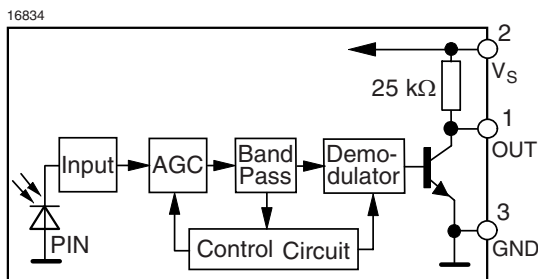 16834
2
V_S
25 kΩ
1
OUT
Input
AGC
Band
Pass
Demo-
dulator
3
GND
PIN
Control Circuit